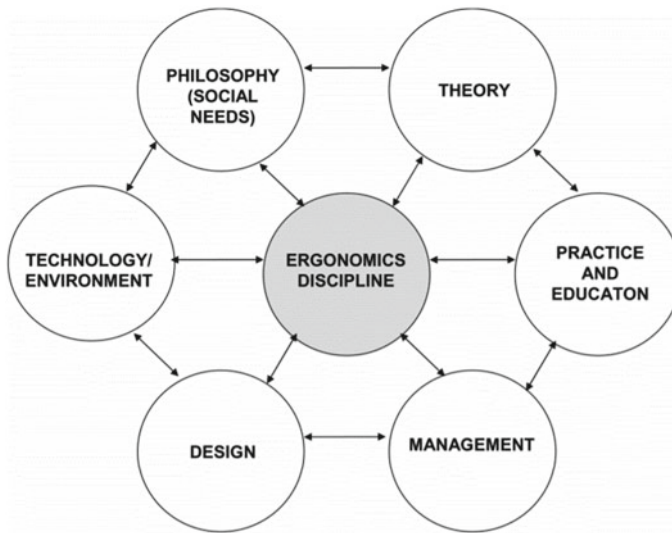 PHILOSOPHY
(SOCIAL
NEEDS)
THEORY
TECHNOLOGY/
ENVIRONMENT
ERGONOMICS
DISCIPLINE
PRACTICE
AND
EDUCATON
DESIGN
MANAGEMENT